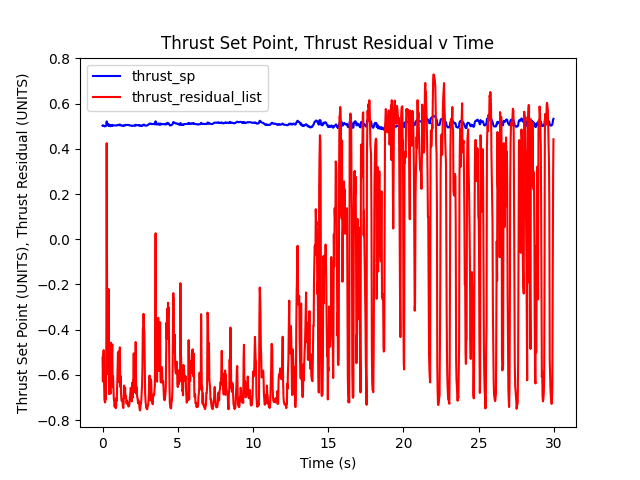 Thrust Set Point, Thrust Residual v Time
thrust_sp
thrust_residual_list
Thrust Set Point (UNITS), Thrust Residual (UNITS)
0.8
0.6
0.4
0.2
0.0
−0.2
−0.4
−0.6
−0.8
0 5 10 15 20 25 30
Time (s)